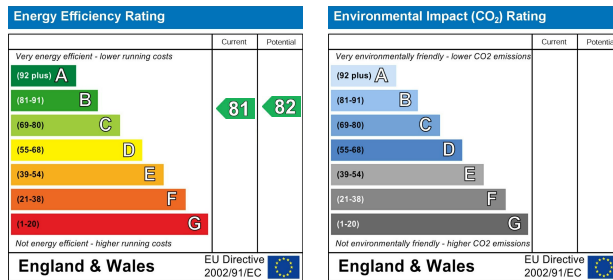 Energy Efficiency Rating
Current Potential
Very energy efficient - lower running costs
(92 plus) A
(81-91) B
(69-80) C
(55-68) D
(39-54) E
(21-38) F
(1-20) G
81 82
Not energy efficient - higher running costs
England & Wales
EU Directive
2002/91/EC
Environmental Impact (CO₂) Rating
Current Potential
Very environmentally friendly - lower CO2 emissions
(92 plus) A
(81-91) B
(69-80) C
(55-68) D
(39-54) E
(21-38) F
(1-20) G
Not environmentally friendly - higher CO2 emissions
England & Wales
EU Directive
2002/91/EC